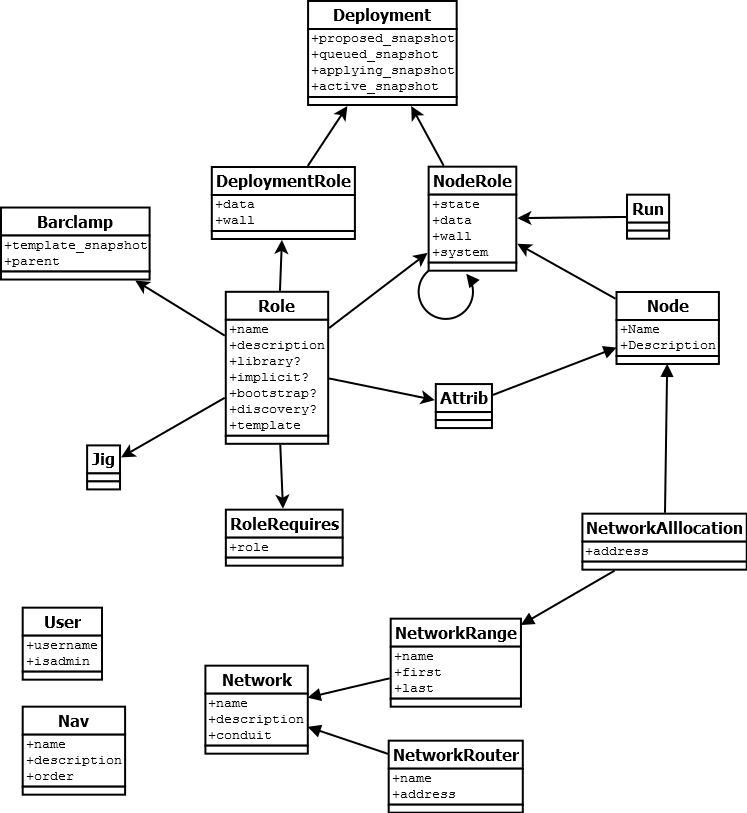 Deployment
+proposed_snapshot
+queued_snapshot
+applying_snapshot
+active_snapshot
DeploymentRole
+data
+wall
NodeRole
+state
+data
+wall
+system
Run
Barclamp
+template_snapshot
+parent
Role
+name
+description
+library?
+implicit?
+bootstrap?
+discovery?
+template
Node
+Name
+Description
Attrib
Jig
RoleRequires
+role
NetworkAlllocation
+address
User
+username
+isadmin
NetworkRange
+name
+first
+last
Network
+name
+description
+conduit
Nav
+name
+description
+order
NetworkRouter
+name
+address